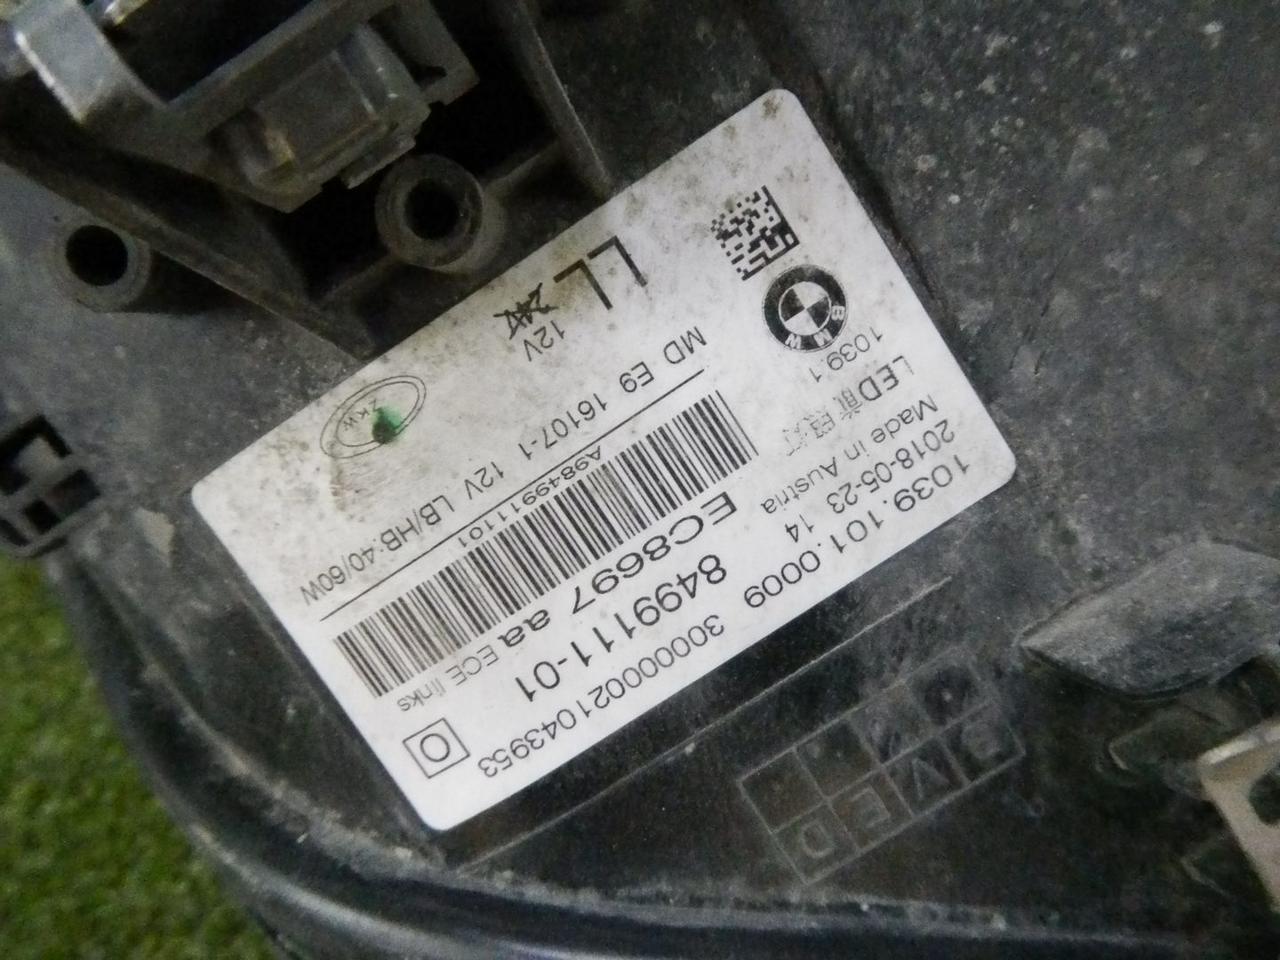 1039.101.0009 300000021043953
2018-05-23 14
Made in Austria
8499111-01
LED前照灯
EC8697 aa ECE links
O
1039.1
BMW
A98499111101
MD E9 16107-1 12V LB/HB:40/60W
LL
12V
24V
ZKW